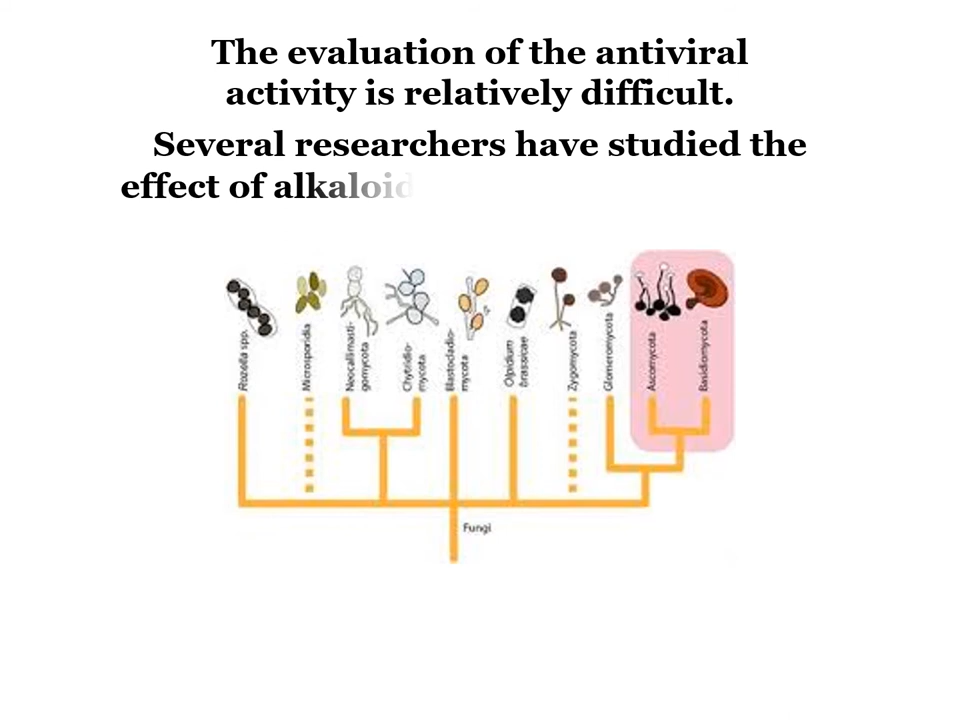 The evaluation of the antiviral
activity is relatively difficult.
Several researchers have studied the
effect of alkaloid
Rozella spp.
Microsporidia
Neocallimasti-
gomycota
Chytridio-
mycota
Blastocladio-
mycota
Olpidium
brassicae
Zygomycota
Glomeromycota
Ascomycota
Basidiomycota
Fungi